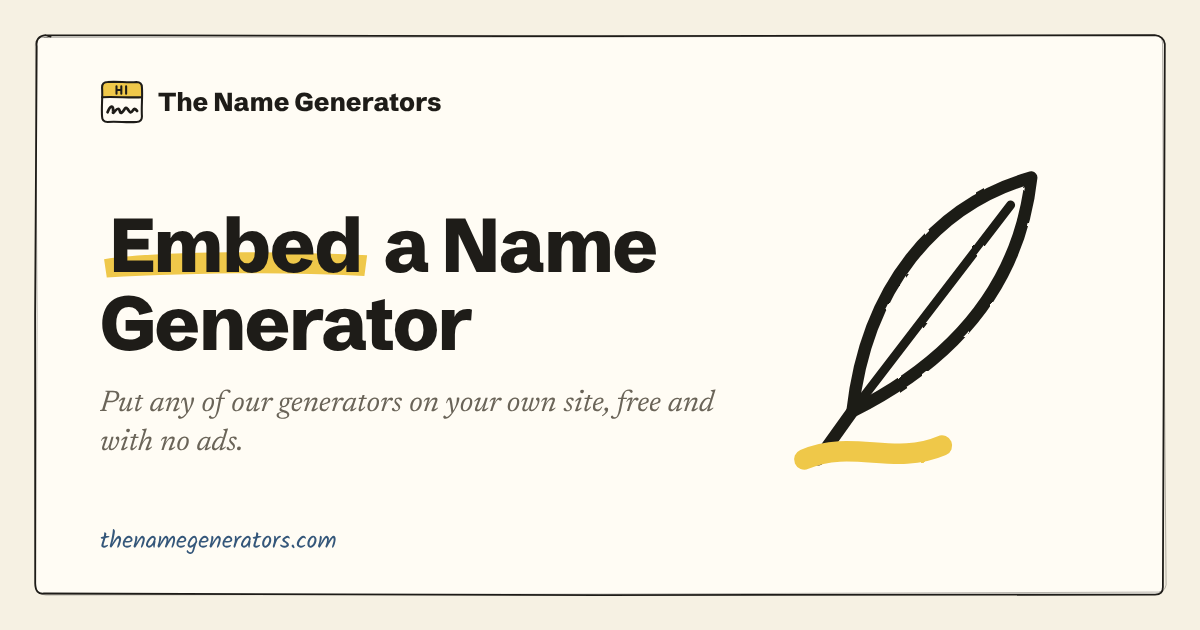 HI
The Name Generators
Embed a Name
Generator
Put any of our generators on your own site, free and
with no ads.
thenamegenerators.com